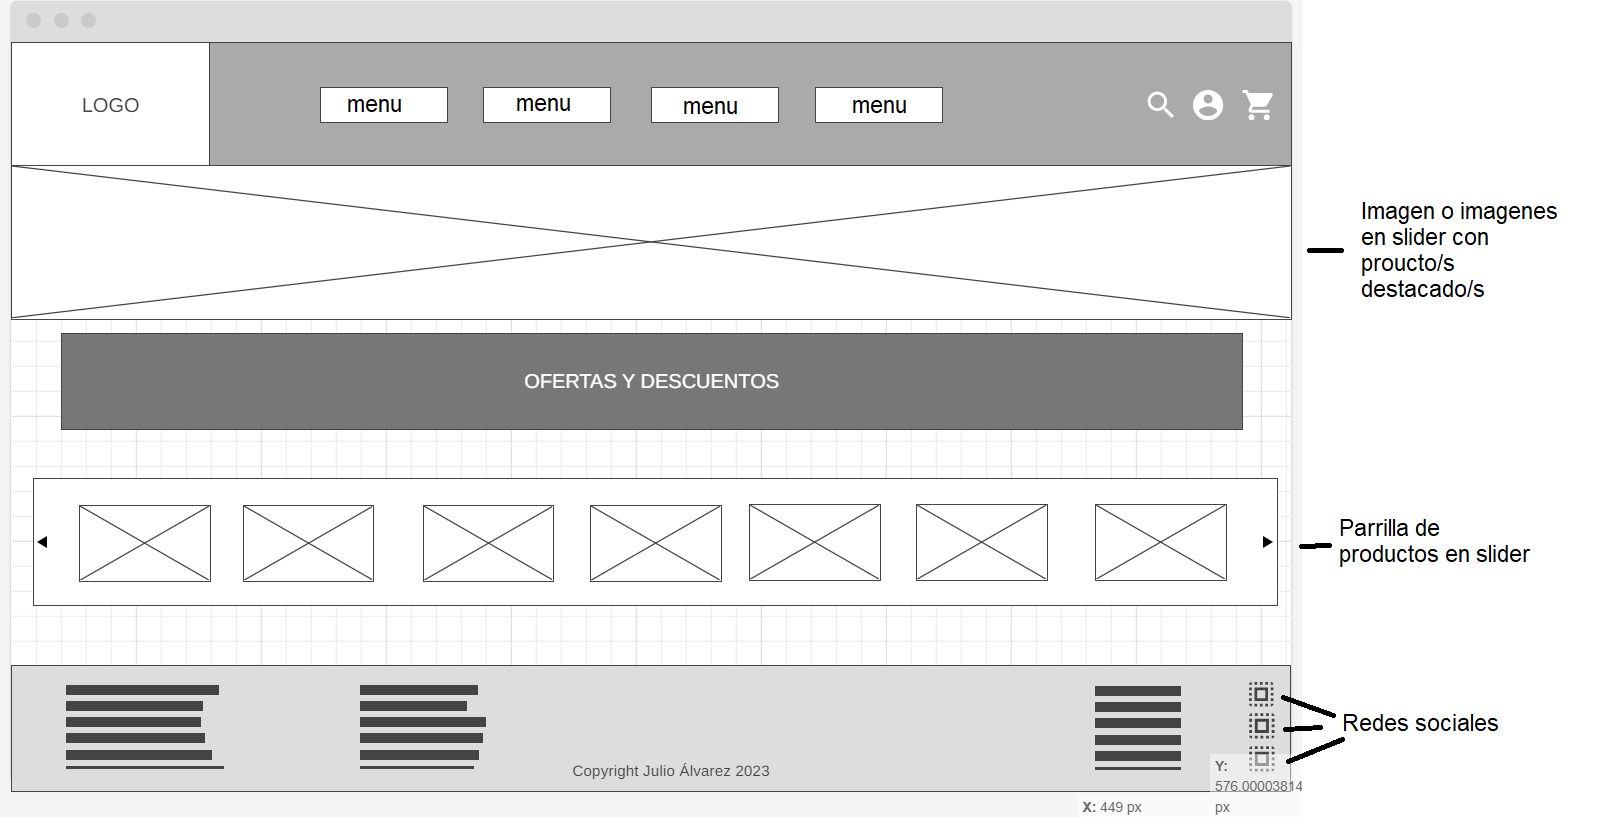 LOGO
menu
menu
menu
menu
Imagen o imagenes
en slider con
proucto/s
destacado/s
OFERTAS Y DESCUENTOS
Parrilla de
productos en slider
Redes sociales
Copyright Julio Álvarez 2023
Y:
576.00003814
px
X: 449 px